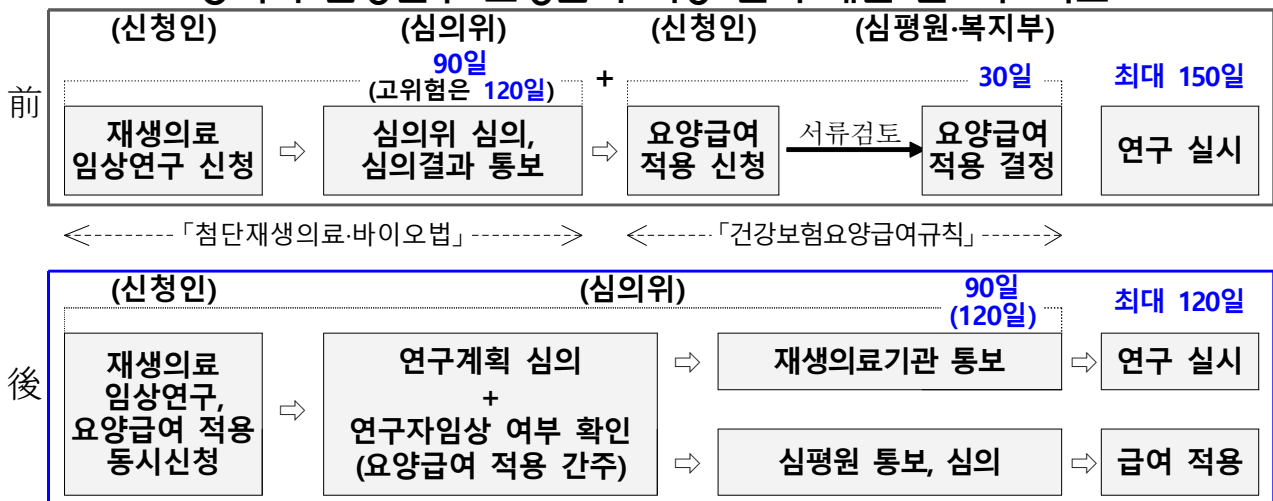 (신청인) (심의위) (신청인) (심평원·복지부)
90일
(고위험은 120일)
+
30일
최대 150일
前
재생의료
임상연구 신청
⇨
심의위 심의,
심의결과 통보
⇨
요양급여
적용 신청
서류검토
요양급여
적용 결정
연구 실시
<--------- 「첨단재생의료·바이오법」 --------->
<------- 「건강보험요양급여규칙」 ------>
(신청인) (심의위)
90일
(120일)
최대 120일
後
재생의료
임상연구,
요양급여 적용
동시신청
⇨
연구계획 심의
+
연구자임상 여부 확인
(요양급여 적용 간주)
⇨
재생의료기관 통보
⇨
연구 실시
⇨
심평원 통보, 심의
⇨
급여 적용